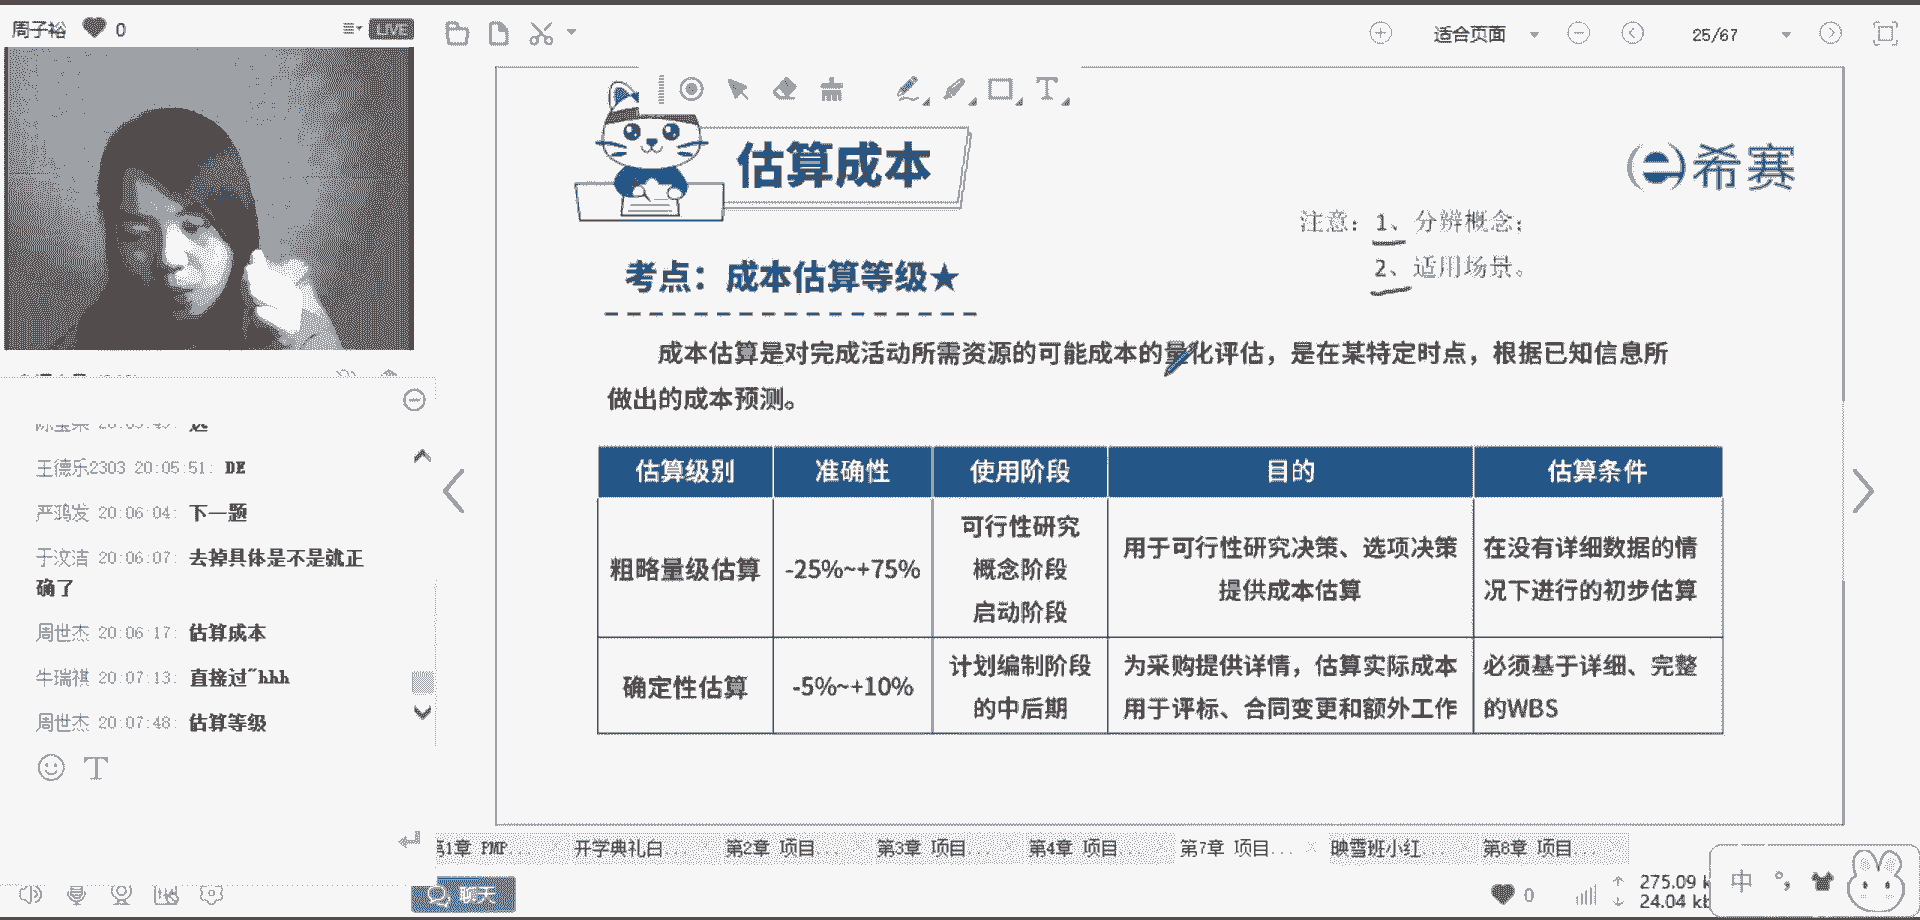 周子裕 0
LIVE
适合页面
25/67
估算成本
希赛
注意：1、分辨概念；
2、适用场景。
考点：成本估算等级★
成本估算是对完成活动所需资源的可能成本的量化评估，是在某特定时点，根据已知信息所
做出的成本预测。
估算级别 准确性 使用阶段 目的 估算条件
粗略量级估算 -25%~+75% 可行性研究
概念阶段
启动阶段
用于可行性研究决策、选项决策
提供成本估算
在没有详细数据的情
况下进行的初步估算
确定性估算 -5%~+10% 计划编制阶段
的中后期
为采购提供详情，估算实际成本
用于评标、合同变更和额外工作
必须基于详细、完整
的WBS
王德乐2303 20:05:51: DE
严鸿发 20:06:04: 下一题
于汶洁 20:06:07: 去掉具体是不是就正
确了
周世杰 20:06:17: 估算成本
牛瑞祺 20:07:13: 直接过~hhh
周世杰 20:07:48: 估算等级
第1章 PMP... 开学典礼白... 第2章 项目... 第3章 项目... 第4章 项目... 第7章 项目... 映雪班小红... 第8章 项目...
聊天
0
275.09 k
24.04 kb
中